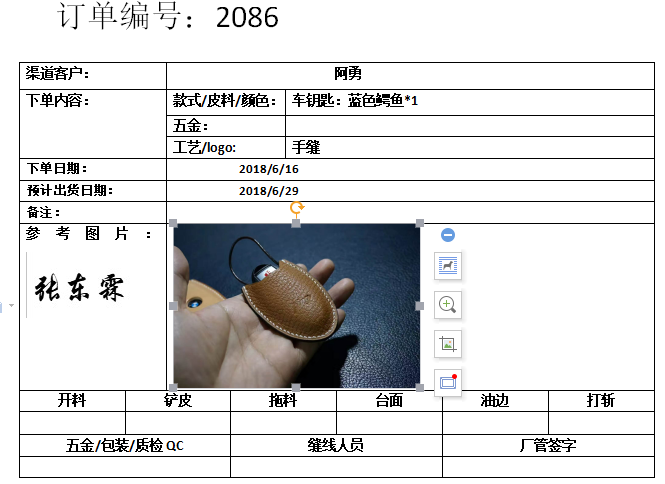 订单编号：2086
渠道客户： 阿勇
下单内容： 款式/皮料/颜色： 车钥匙：蓝色鳄鱼*1
五金：
工艺/logo: 手缝
下单日期： 2018/6/16
预计出货日期： 2018/6/29
备注：
参考图片：
张东霖
开料 铲皮 拖料 台面 油边 打斩
五金/包装/质检 QC 缝线人员 厂管签字